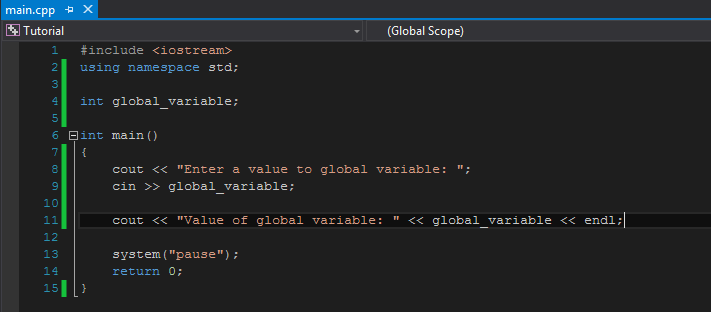 main.cpp
Tutorial (Global Scope)
1 #include <iostream>
2 using namespace std;
3
4 int global_variable;
5
6 int main()
7 {
8 cout << "Enter a value to global variable: ";
9 cin >> global_variable;
10
11 cout << "Value of global variable: " << global_variable << endl;
12
13 system("pause");
14 return 0;
15 }